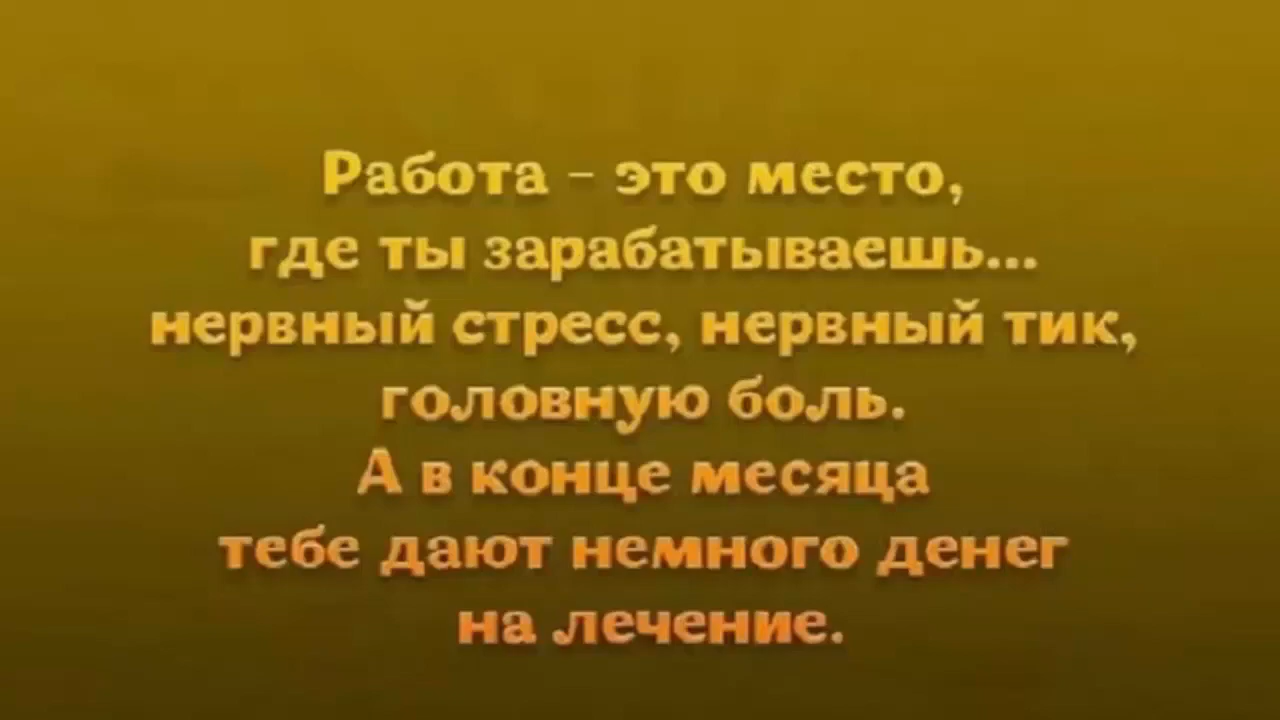 Работа - это место,
где ты зарабатываешь...
нервный стресс, нервный тик,
головную боль.
А в конце месяца
тебе дают немного денег
на лечение.